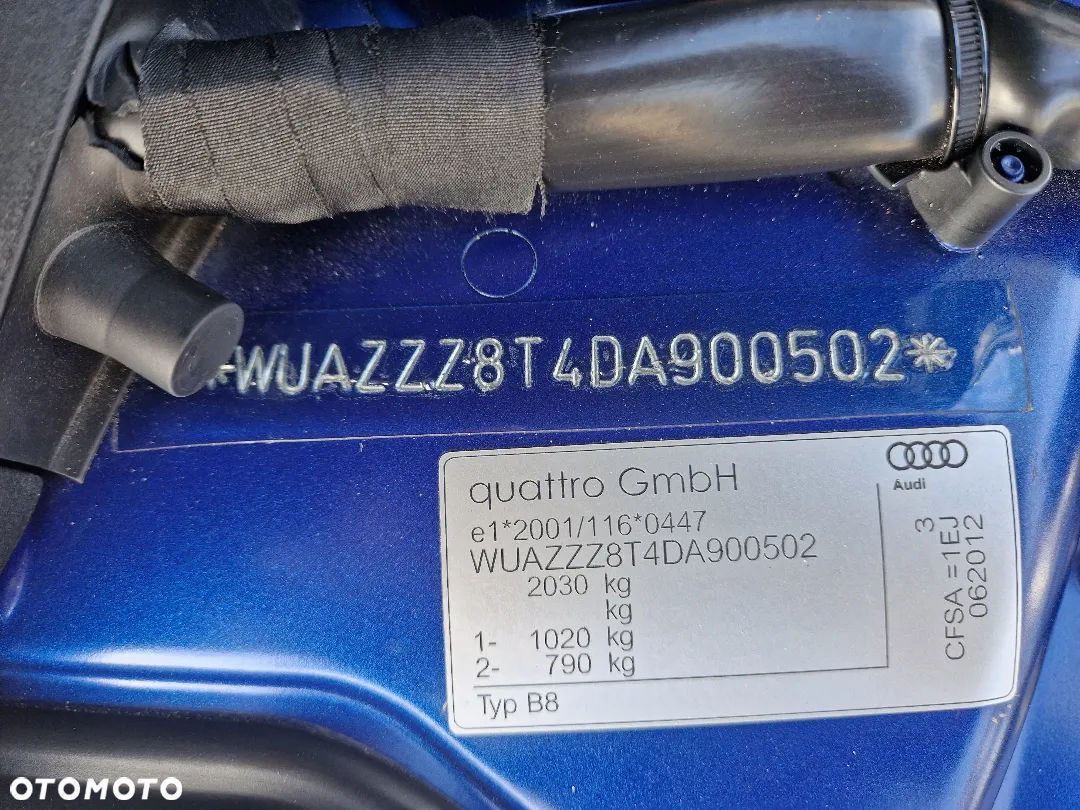 *WUAZZZ8T4DA900502*
quattro GmbH
Audi
e1*2001/116*0447
WUAZZZ8T4DA900502
2030 kg
kg
1- 1020 kg
2- 790 kg
Typ B8
3
CFSA =1EJ
062012
OTOMOTO